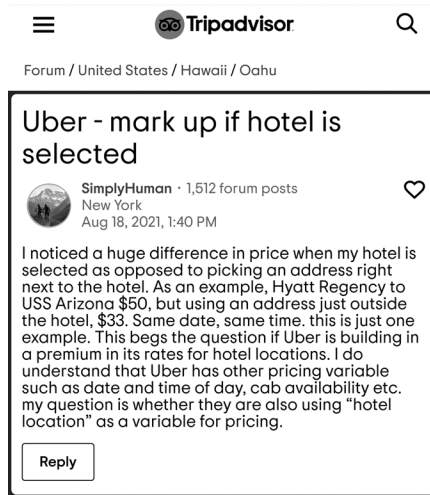 Tripadvisor
Forum / United States / Hawaii / Oahu
Uber - mark up if hotel is
selected
SimplyHuman · 1,512 forum posts
New York
Aug 18, 2021, 1:40 PM
I noticed a huge difference in price when my hotel is
selected as opposed to picking an address right
next to the hotel. As an example, Hyatt Regency to
USS Arizona $50, but using an address just outside
the hotel, $33. Same date, same time. this is just one
example. This begs the question if Uber is building in
a premium in its rates for hotel locations. I do
understand that Uber has other pricing variable
such as date and time of day, cab availability etc.
my question is whether they are also using “hotel
location” as a variable for pricing.
Reply